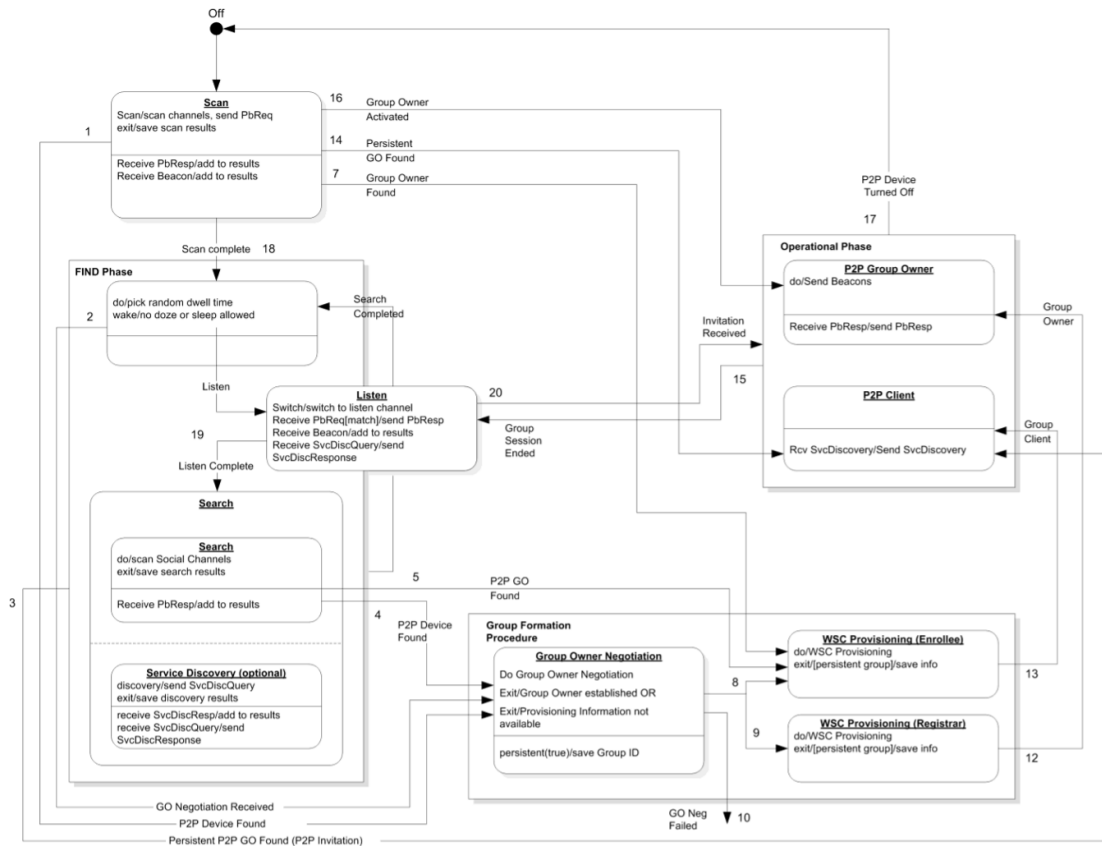 Off
Scan
Scan/scan channels, send PbReq
exit/save scan results
Receive PbResp/add to results
Receive Beacon/add to results
1
16
Group Owner
Activated
14
Persistent
GO Found
7
Group Owner
Found
P2P Device
Turned Off
17
Scan complete
18
FIND Phase
do/pick random dwell time
wake/no doze or sleep allowed
2
Search
Completed
Listen
Listen
Switch/switch to listen channel
Receive PbReq[match]/send PbResp
Receive Beacon/add to results
Receive SvcDiscQuery/send
SvcDiscResponse
19
Listen Complete
20
Invitation
Received
15
Group
Session
Ended
Operational Phase
P2P Group Owner
do/Send Beacons
Receive PbResp/send PbResp
Group
Owner
P2P Client
Rcv SvcDiscovery/Send SvcDiscovery
Group
Client
Search
Search
do/scan Social Channels
exit/save search results
Receive PbResp/add to results
3
5
P2P GO
Found
4
P2P Device
Found
Service Discovery (optional)
discovery/send SvcDiscQuery
exit/save discovery results
receive SvcDiscResp/add to results
receive SvcDiscQuery/send
SvcDiscResponse
Group Formation
Procedure
Group Owner Negotiation
Do Group Owner Negotiation
Exit/Group Owner established OR
Exit/Provisioning Information not
available
persistent(true)/save Group ID
8
9
WSC Provisioning (Enrollee)
do/WSC Provisioning
exit/[persistent group]/save info
13
WSC Provisioning (Registrar)
do/WSC Provisioning
exit/[persistent group]/save info
12
GO Neg
Failed
10
GO Negotiation Received
P2P Device Found
Persistent P2P GO Found (P2P Invitation)